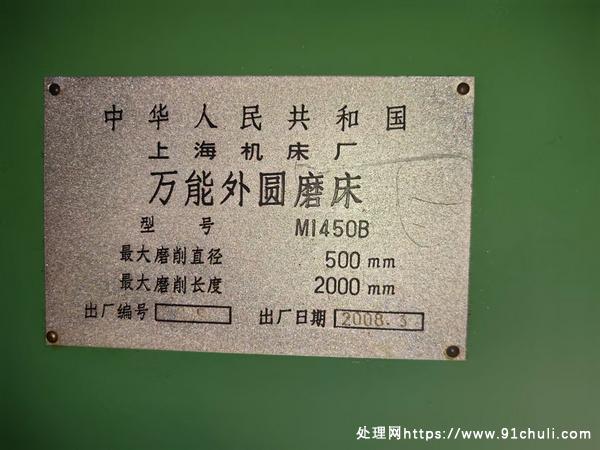 中华人民共和国
上海机床厂
万能外圆磨床
型号 M1450B
最大磨削直径 500 mm
最大磨削长度 2000 mm
出厂编号 出厂日期 2008.3
处理网https://www.91chuli.com/